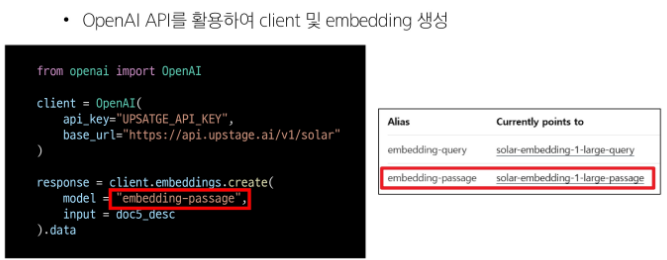 • OpenAI API를 활용하여 client 및 embedding 생성
from openai import OpenAI
client = OpenAI(
api_key="UPSATGE_API_KEY",
base_url="https://api.upstage.ai/v1/solar"
)
response = client.embeddings.create(
model = "embedding-passage",
input = doc5_desc
).data
Alias Currently points to
embedding-query solar-embedding-1-large-query
embedding-passage solar-embedding-1-large-passage